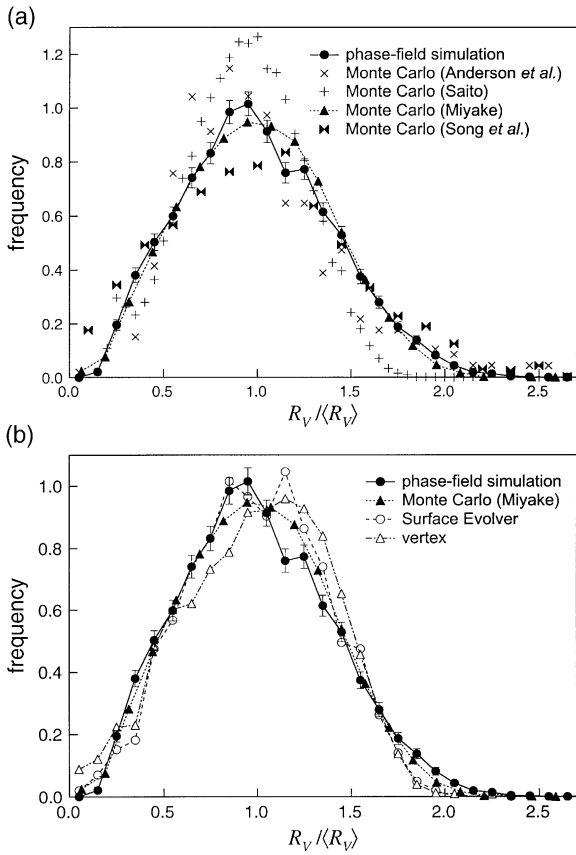 (a)
1.2
1.0
0.8
0.6
0.4
0.2
0.0
frequency
phase-field simulation
Monte Carlo (Anderson et al.)
Monte Carlo (Saito)
Monte Carlo (Miyake)
Monte Carlo (Song et al.)
0.0 0.5 1.0 1.5 2.0 2.5
R_V /⟨R_V⟩
(b)
1.0
0.8
0.6
0.4
0.2
0.0
frequency
phase-field simulation
Monte Carlo (Miyake)
Surface Evolver
vertex
0.0 0.5 1.0 1.5 2.0 2.5
R_V /⟨R_V⟩